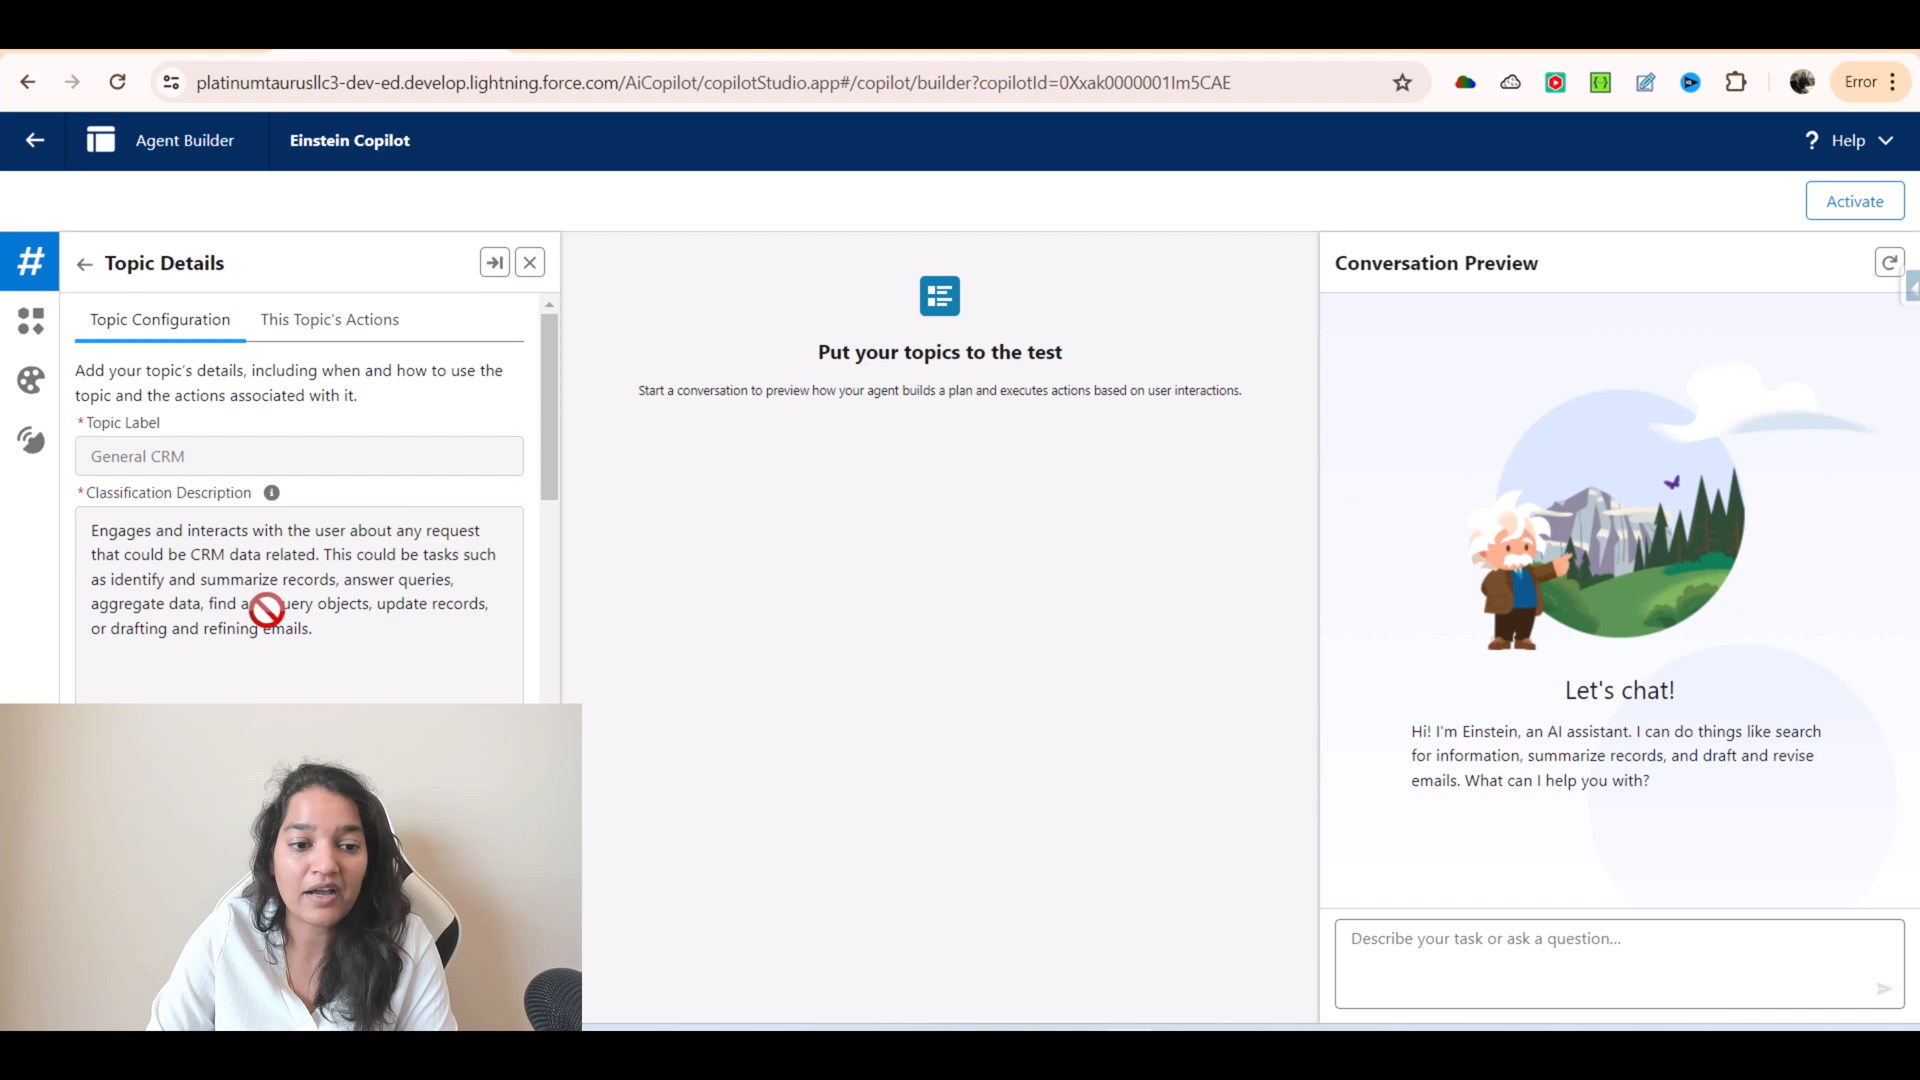 platinumtaurusllc3-dev-ed.develop.lightning.force.com/AiCopilot/copilotStudio.app#/copilot/builder?copilotId=0Xxak0000001Im5CAE
Error
Agent Builder
Einstein Copilot
? Help
Activate
#
Topic Details
Topic Configuration
This Topic's Actions
Add your topic's details, including when and how to use the
topic and the actions associated with it.
* Topic Label
General CRM
* Classification Description
Engages and interacts with the user about any request
that could be CRM data related. This could be tasks such
as identify and summarize records, answer queries,
aggregate data, find objects, update records,
or drafting and refining emails.
Put your topics to the test
Start a conversation to preview how your agent builds a plan and executes actions based on user interactions.
Conversation Preview
Let's chat!
Hi! I'm Einstein, an AI assistant. I can do things like search
for information, summarize records, and draft and revise
emails. What can I help you with?
Describe your task or ask a question...